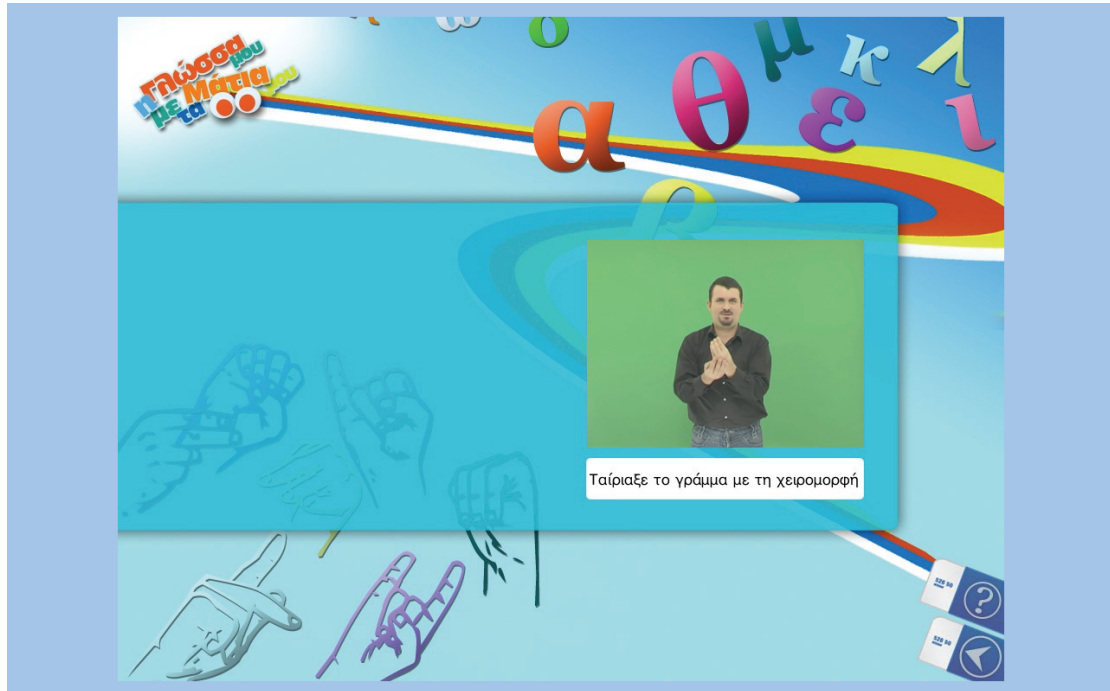 η Γλώσσα μου
με τα Μάτια μου
ω
ο
μ
κ
λ
α
θ
ε
ι
β
Ταίριαξε το γράμμα με τη χειρομορφή
?